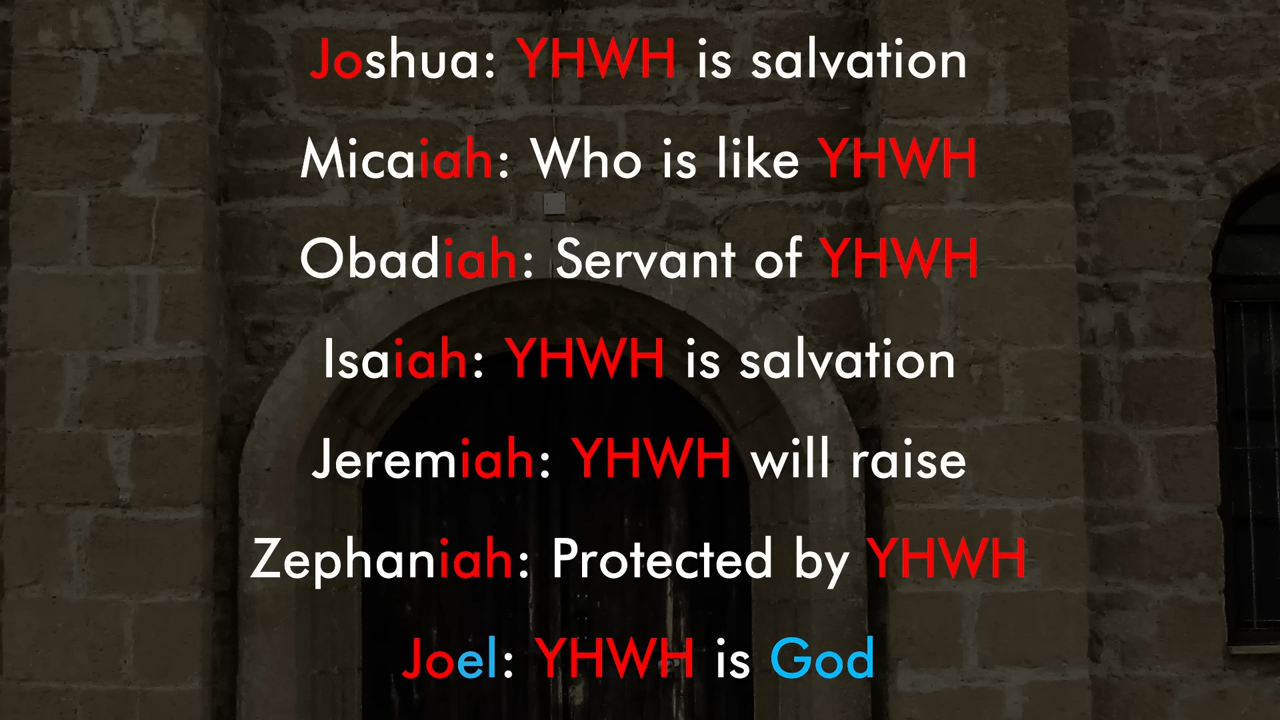 Joshua: YHWH is salvation
Micaiah: Who is like YHWH
Obadiah: Servant of YHWH
Isaiah: YHWH is salvation
Jeremiah: YHWH will raise
Zephaniah: Protected by YHWH
Joel: YHWH is God